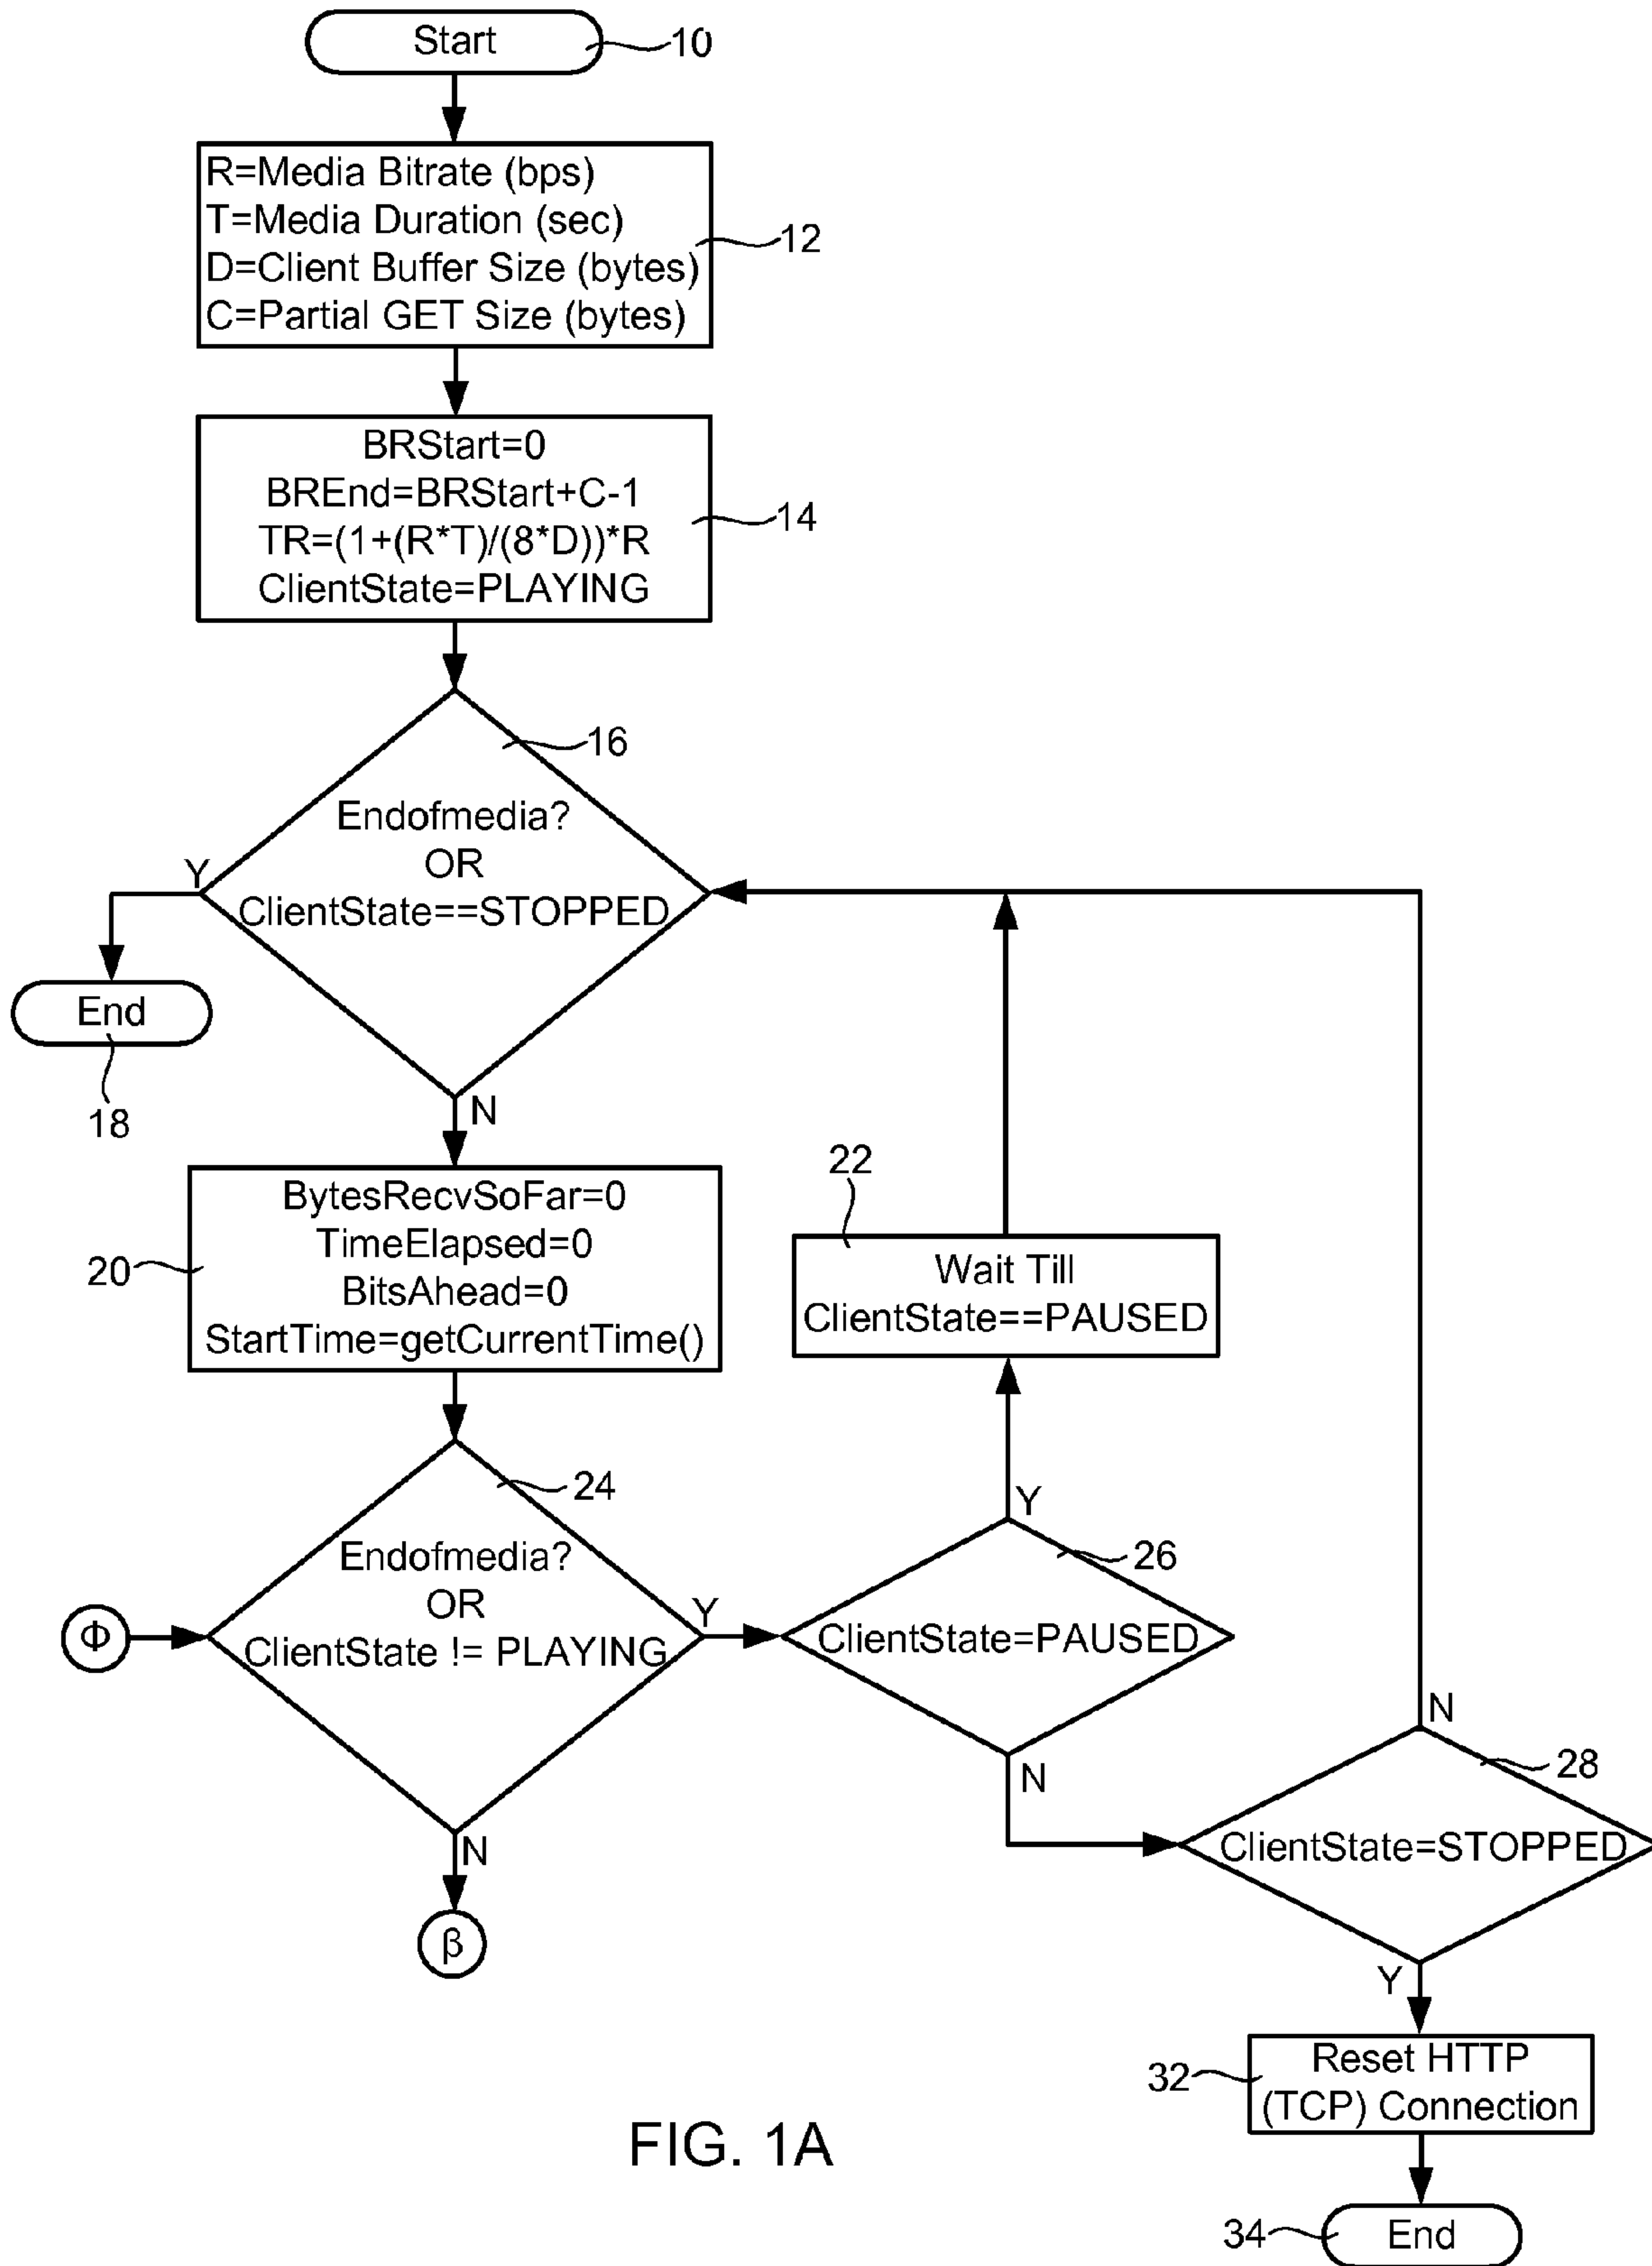 Start
10
R=Media Bitrate (bps)
T=Media Duration (sec)
D=Client Buffer Size (bytes)
C=Partial GET Size (bytes)
12
BRStart=0
BREnd=BRStart+C-1
TR=(1+(R*T)/(8*D))*R
ClientState=PLAYING
14
16
Endofmedia?
OR
ClientState==STOPPED
Y
End
18
N
BytesRecvSoFar=0
TimeElapsed=0
BitsAhead=0
StartTime=getCurrentTime()
20
22
Wait Till
ClientState==PAUSED
24
Endofmedia?
OR
ClientState != PLAYING
Φ
Y
N
β
Y
26
ClientState=PAUSED
N
N
28
ClientState=STOPPED
Y
32
Reset HTTP
(TCP) Connection
34
End
FIG. 1A